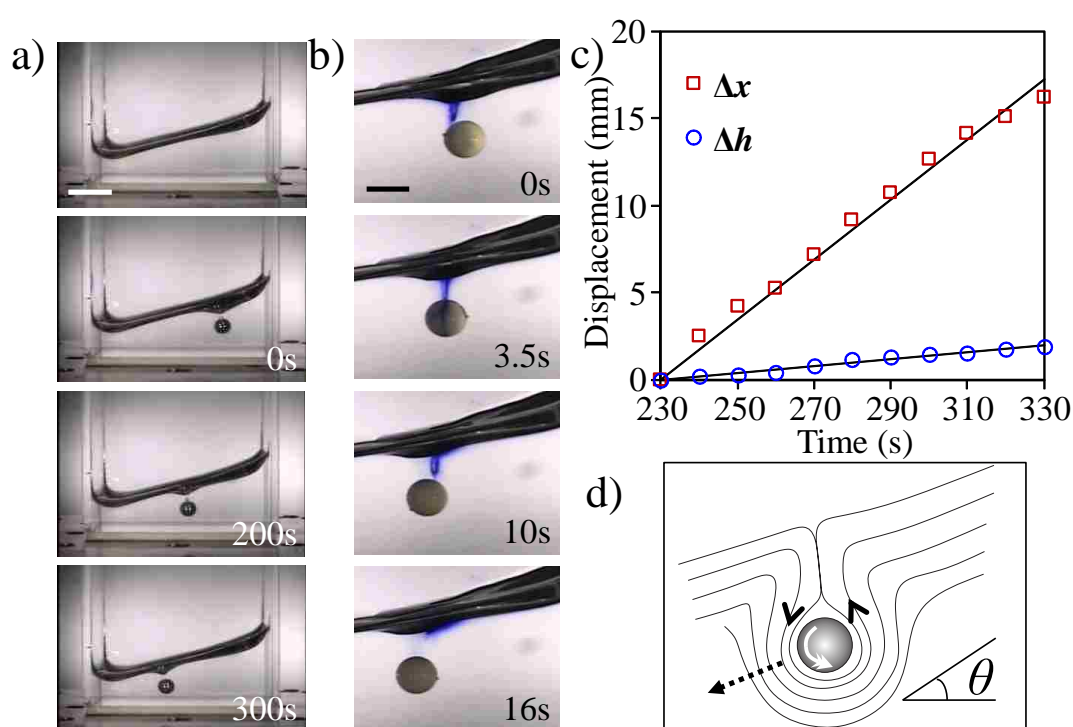 a)
0s
200s
300s
b)
0s
3.5s
10s
16s
c)
20
15
10
5
0
Displacement (mm)
Δx
Δh
230
250
270
290
310
330
Time (s)
d)
θ